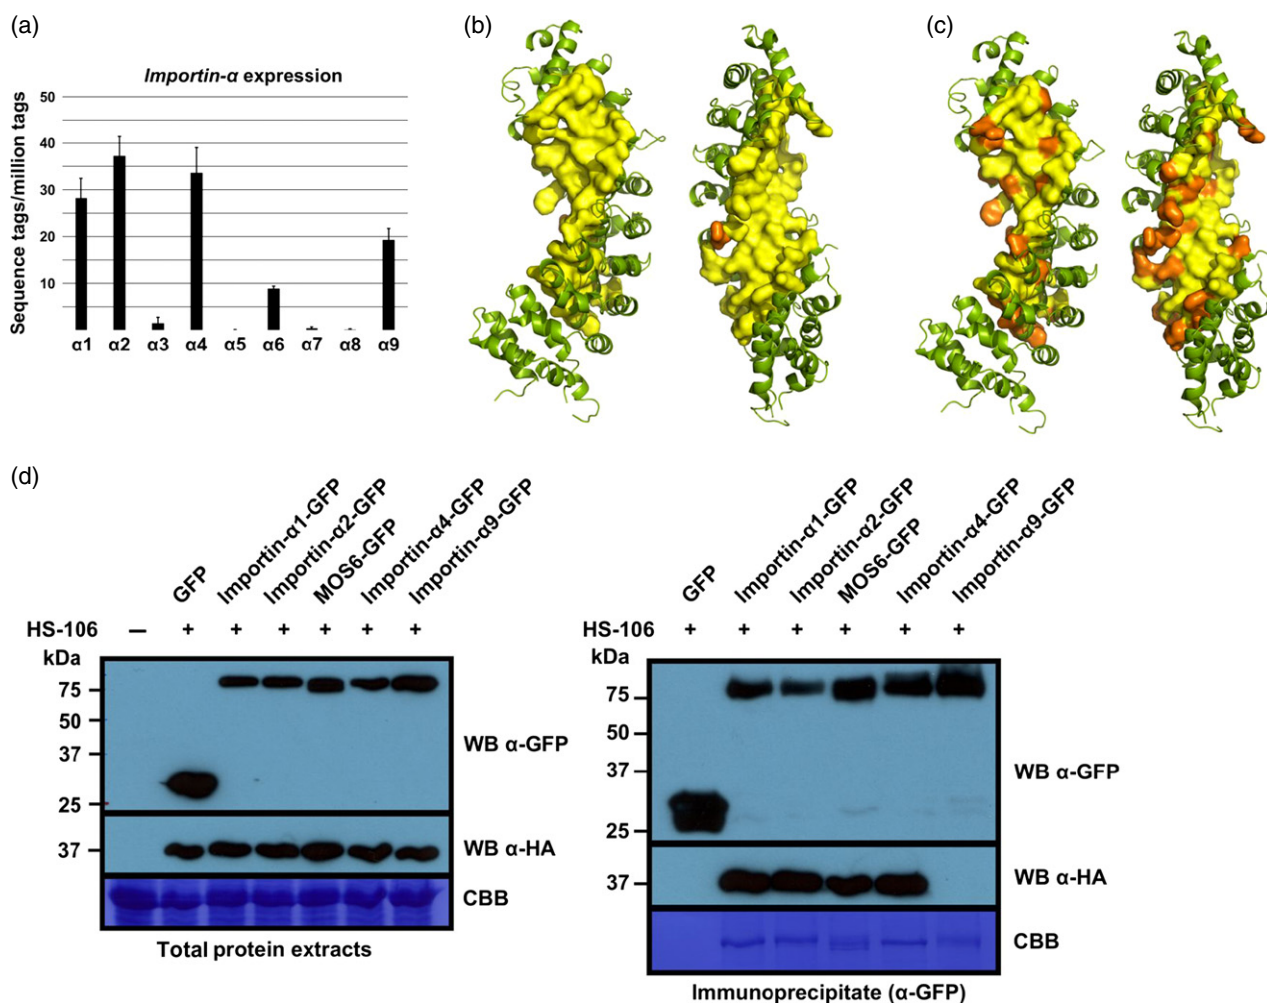 (a)
Importin-α expression
Sequence tags/million tags
50
40
30
20
10
α1 α2 α3 α4 α5 α6 α7 α8 α9
(b)
(c)
(d)
GFP
Importin-α1-GFP
Importin-α2-GFP
MOS6-GFP
Importin-α4-GFP
Importin-α9-GFP
HS-106 – + + + + + +
kDa
75
50
37
25
WB α-GFP
37
WB α-HA
CBB
Total protein extracts
GFP
Importin-α1-GFP
Importin-α2-GFP
MOS6-GFP
Importin-α4-GFP
Importin-α9-GFP
HS-106 + + + + + +
kDa
75
50
37
25
WB α-GFP
37
WB α-HA
CBB
Immunoprecipitate (α-GFP)